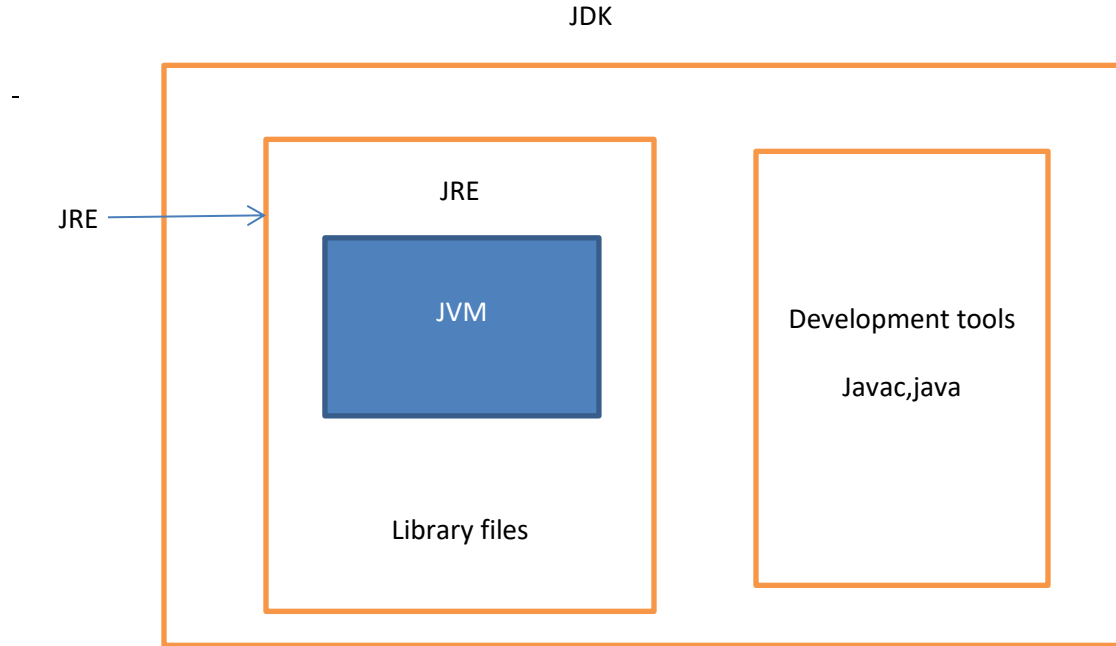 JDK
-
JRE
JRE
JVM
Development tools
Javac,java
Library files